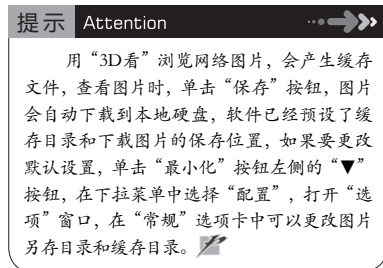 提示 Attention
用“3D看”浏览网络图片，会产生缓存
文件，查看图片时，单击“保存”按钮，图片
会自动下载到本地硬盘，软件已经预设了缓
存目录和下载图片的保存位置，如果要更改
默认设置，单击“最小化”按钮左侧的“▼”
按钮，在下拉菜单中选择“配置”，打开“选
项”窗口，在“常规”选项卡中可以更改图片
另存目录和缓存目录。